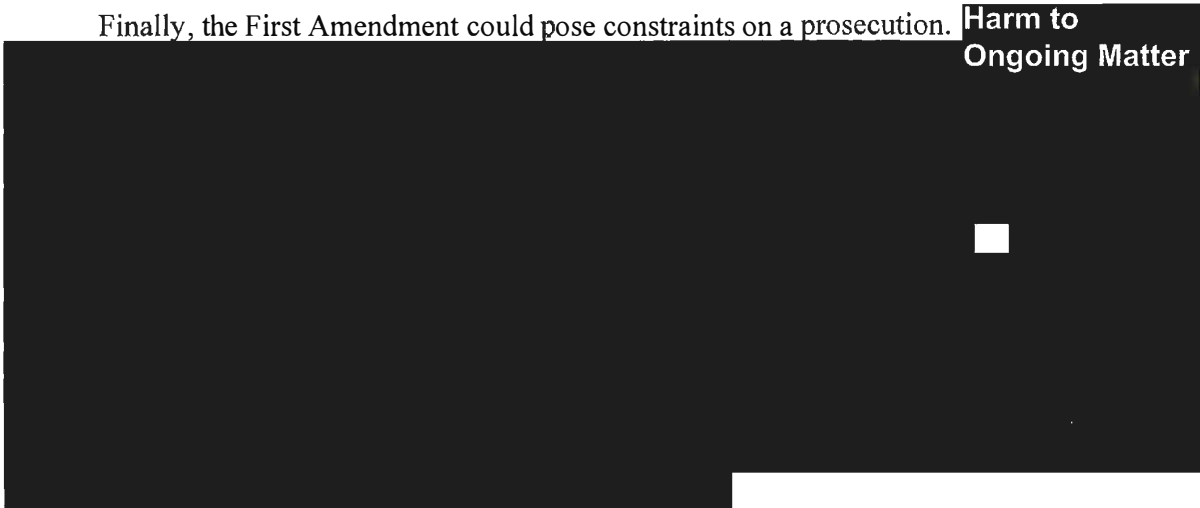 Finally, the First Amendment could pose constraints on a prosecution. Harm to
Ongoing Matter